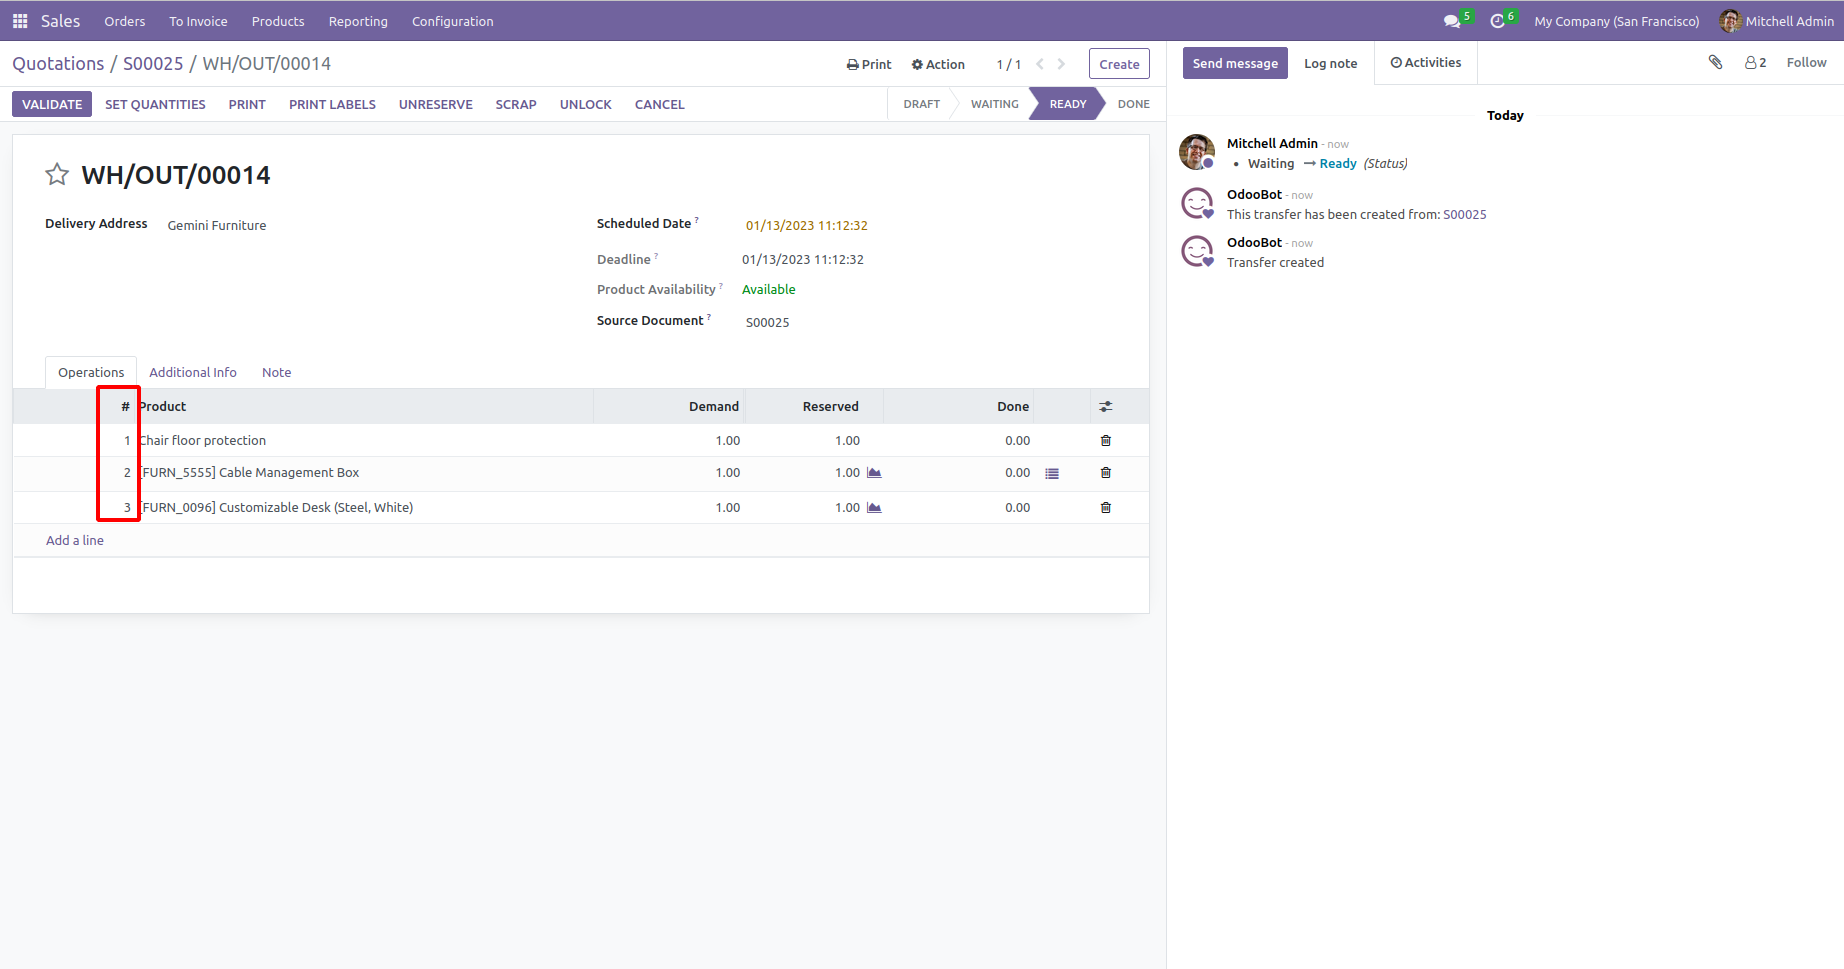 Sales Orders To Invoice Products Reporting Configuration 5 6 My Company (San Francisco) Mitchell Admin
Quotations / S00025 / WH/OUT/00014 Print Action 1 / 1 Create
VALIDATE SET QUANTITIES PRINT PRINT LABELS UNRESERVE SCRAP UNLOCK CANCEL DRAFT WAITING READY DONE
WH/OUT/00014
Delivery Address Gemini Furniture
Scheduled Date ? 01/13/2023 11:12:32
Deadline ? 01/13/2023 11:12:32
Product Availability ? Available
Source Document ? S00025
Operations Additional Info Note
# Product Demand Reserved Done
1 Chair floor protection 1.00 1.00 0.00
2 [FURN_5555] Cable Management Box 1.00 1.00 0.00
3 [FURN_0096] Customizable Desk (Steel, White) 1.00 1.00 0.00
Add a line
Send message Log note Activities 2 Follow
Today
Mitchell Admin - now
• Waiting → Ready (Status)
OdooBot - now
This transfer has been created from: S00025
OdooBot - now
Transfer created